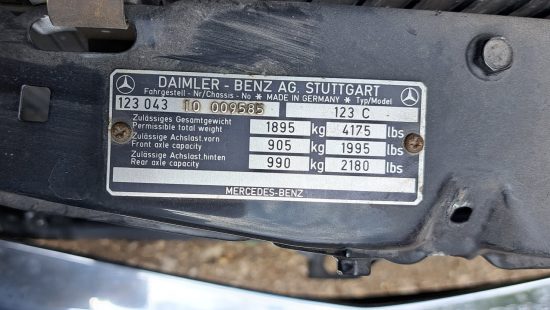 DAIMLER - BENZ AG. STUTTGART
Fahrgestell - Nr/Chassis - No * MADE IN GERMANY * Typ/Model
123 043 10 009585 123 C
Zulässiges Gesamtgewicht
Permissible total weight 1895 kg 4175 lbs
Zulässige Achslast.vorn
Front axle capacity 905 kg 1995 lbs
Zulässige Achslast.hinten
Rear axle capacity 990 kg 2180 lbs
MERCEDES-BENZ